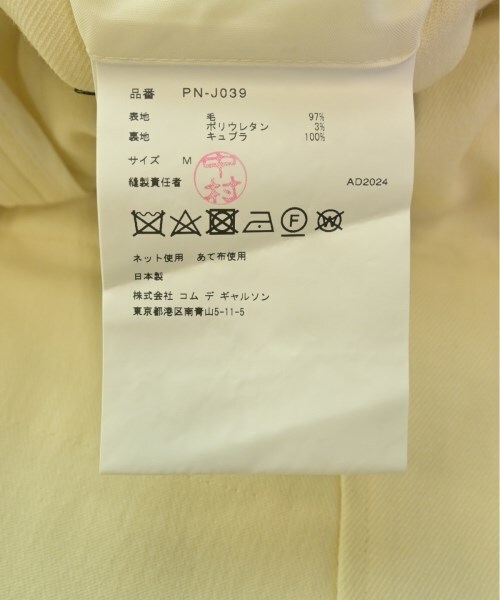 品番 PN-J039
表地 毛 97%
ポリウレタン 3%
裏地 キュプラ 100%
サイズ M
中村
縫製責任者 AD2024
F W
ネット使用 あて布使用
日本製
株式会社 コム デ ギャルソン
東京都港区南青山5-11-5